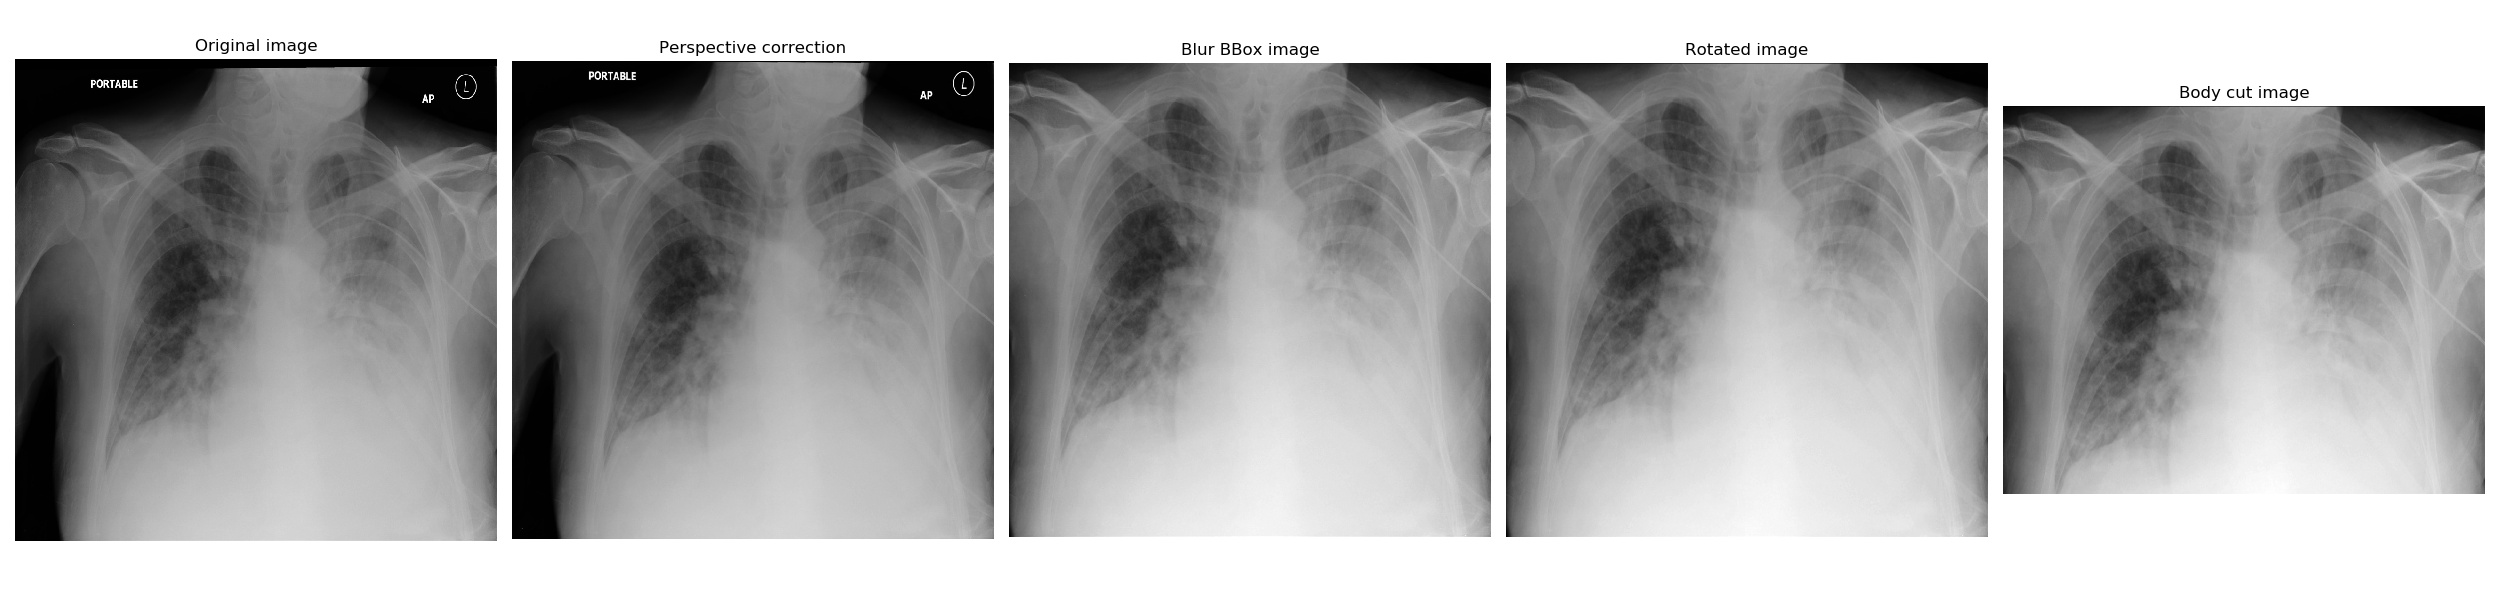 Original image
Perspective correction
Blur BBox image
Rotated image
Body cut image
PORTABLE
AP
L
PORTABLE
AP
L